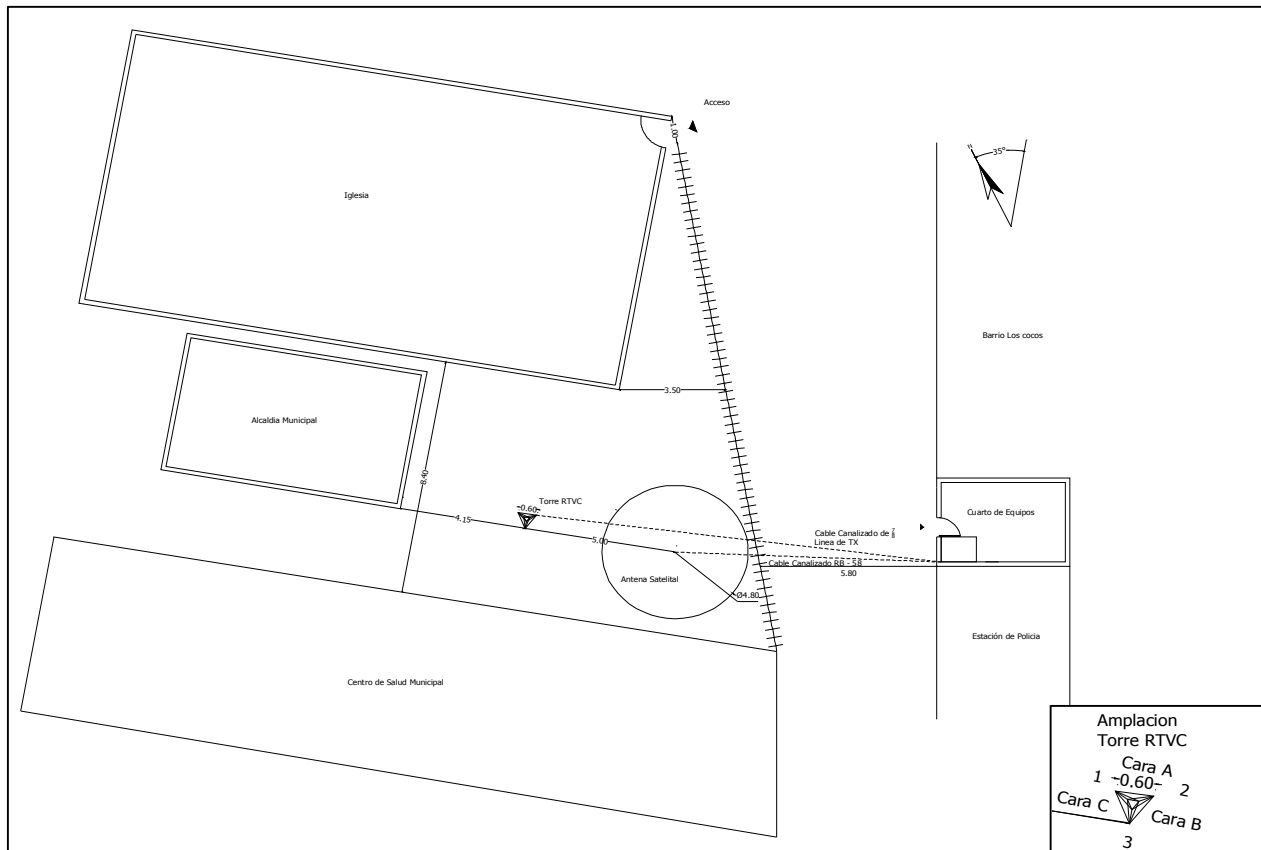 Acceso
1.00
35°
Iglesia
Barrio Los cocos
3.50
Alcaldia Municipal
8.40
Torre RTVC
0.60
4.15
5.00
Cuarto de Equipos
Cable Canalizado de 7/8
Linea de TX
Cable Canalizado RB - 58
5.80
Antena Satelital
Ø4.80
Estación de Policia
Centro de Salud Municipal
Amplacion
Torre RTVC
Cara A
1 0.60 2
Cara C
Cara B
3